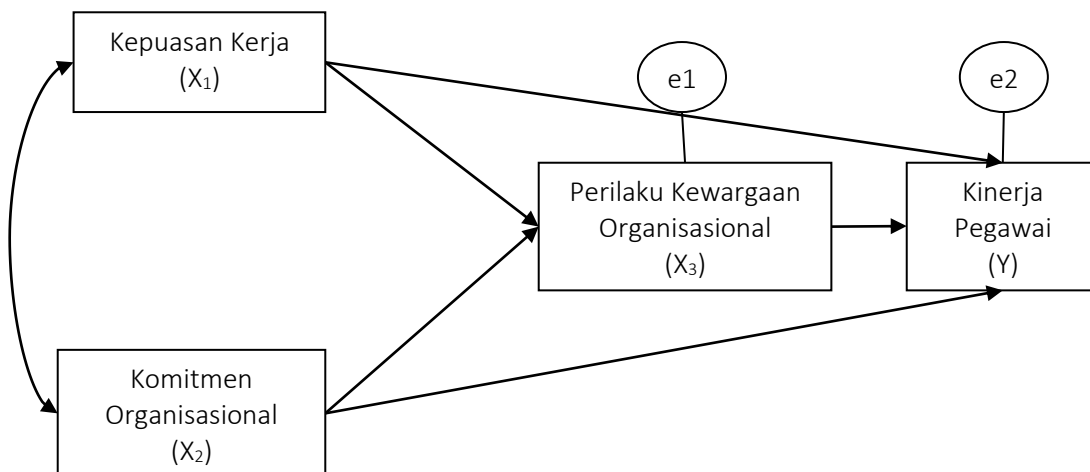 Kepuasan Kerja
(X₁)
e1
e2
Perilaku Kewargaan
Organisasional
(X₃)
Kinerja
Pegawai
(Y)
Komitmen
Organisasional
(X₂)